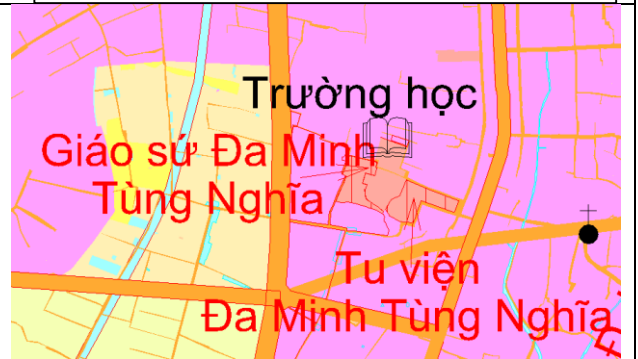 Trường học
Giáo sứ Đa Minh
Tùng Nghĩa
Tu viện
Đa Minh Tùng Nghĩa